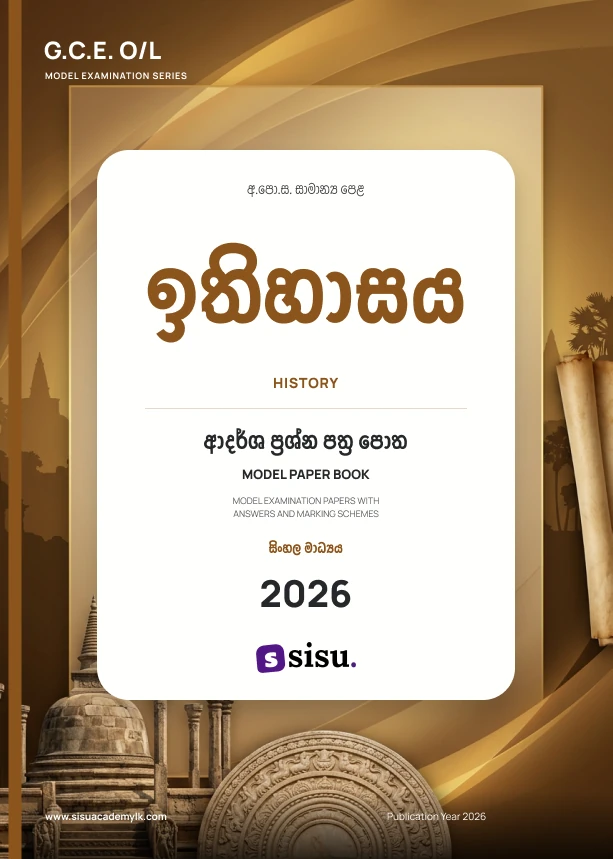 G.C.E. O/L
MODEL EXAMINATION SERIES
අ.පො.ස. සාමාන්‍ය පෙළ
ඉතිහාසය
HISTORY
ආදර්ශ ප්‍රශ්න පත්‍ර පොත
MODEL PAPER BOOK
MODEL EXAMINATION PAPERS WITH
ANSWERS AND MARKING SCHEMES
සිංහල මාධ්‍යය
2026
s sisu.
www.sisuacademylk.com
Publication Year 2026